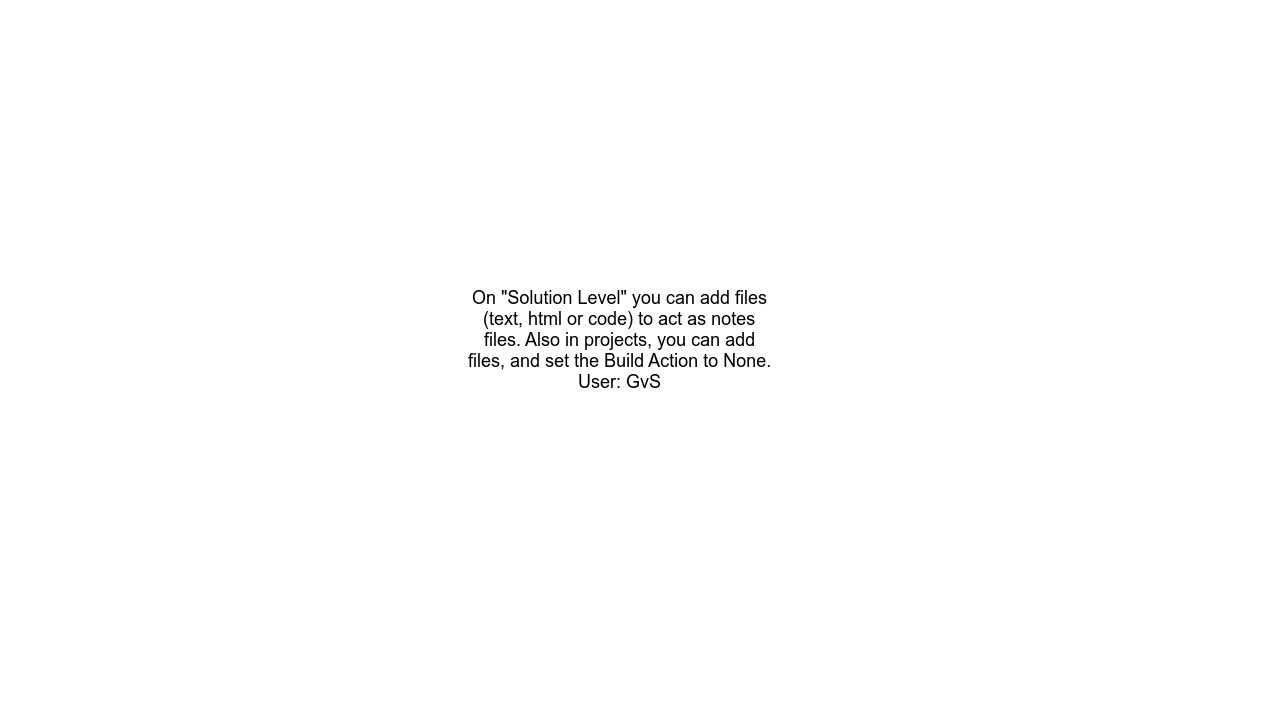 On "Solution Level" you can add files
(text, html or code) to act as notes
files. Also in projects, you can add
files, and set the Build Action to None.
User: GvS